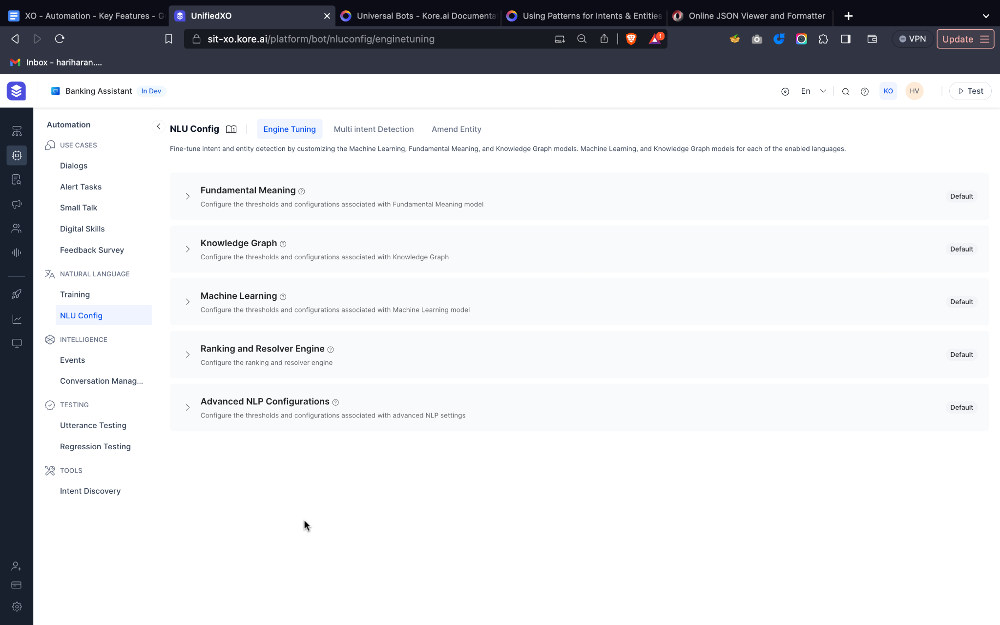 XO - Automation - Key Features - G
UnifiedXO
Universal Bots - Kore.ai Documenta
Using Patterns for Intents & Entities
Online JSON Viewer and Formatter
sit-xo.kore.ai/platform/bot/nluconfig/enginetuning
1
VPN
Update
Inbox - hariharan....
Banking Assistant
In Dev
En
KO
HV
Test
Automation
USE CASES
Dialogs
Alert Tasks
Small Talk
Digital Skills
Feedback Survey
NATURAL LANGUAGE
Training
NLU Config
INTELLIGENCE
Events
Conversation Manag...
TESTING
Utterance Testing
Regression Testing
TOOLS
Intent Discovery
NLU Config
Engine Tuning
Multi intent Detection
Amend Entity
Fine-tune intent and entity detection by customizing the Machine Learning, Fundamental Meaning, and Knowledge Graph models. Machine Learning, and Knowledge Graph models for each of the enabled languages.
Fundamental Meaning
Configure the thresholds and configurations associated with Fundamental Meaning model
Default
Knowledge Graph
Configure the thresholds and configurations associated with Knowledge Graph
Default
Machine Learning
Configure the thresholds and configurations associated with Machine Learning model
Default
Ranking and Resolver Engine
Configure the ranking and resolver engine
Default
Advanced NLP Configurations
Configure the thresholds and configurations associated with advanced NLP settings
Default